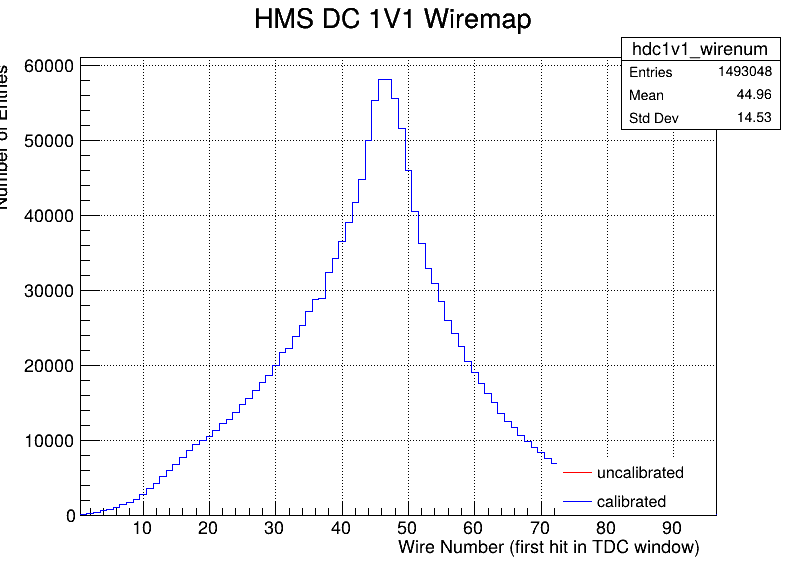 HMS DC 1V1 Wiremap
hdc1v1_wirenum
Entries 1493048
Mean 44.96
Std Dev 14.53
Number of Entries
60000
50000
40000
30000
20000
10000
0
10 20 30 40 50 60 70 80 90
Wire Number (first hit in TDC window)
uncalibrated
calibrated